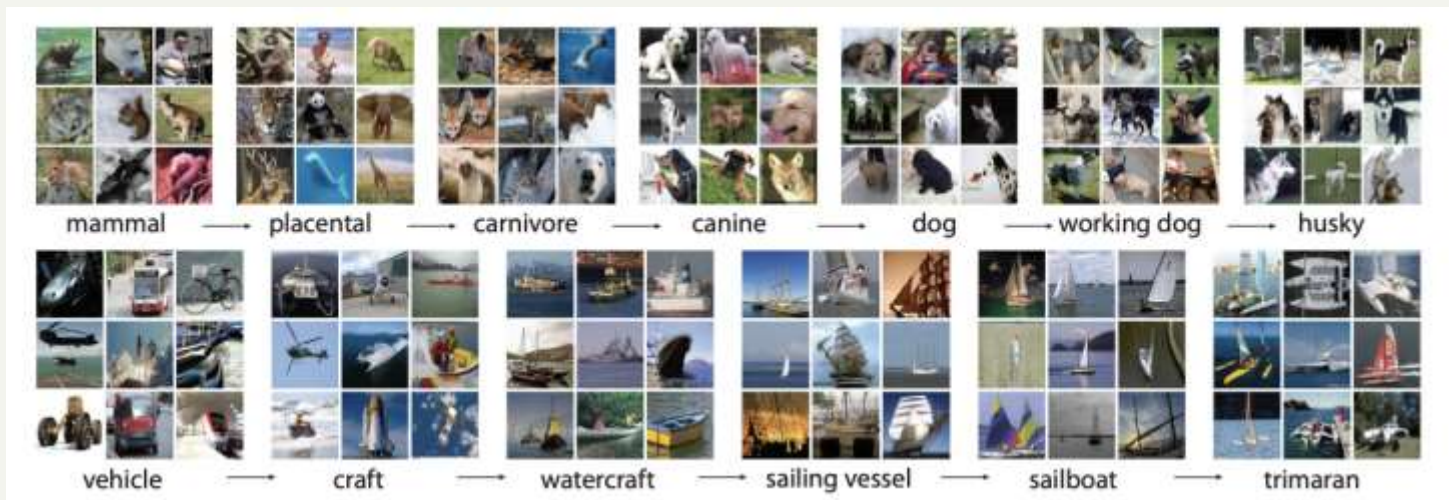 mammal placental carnivore canine dog working dog husky
vehicle craft watercraft sailing vessel sailboat trimaran